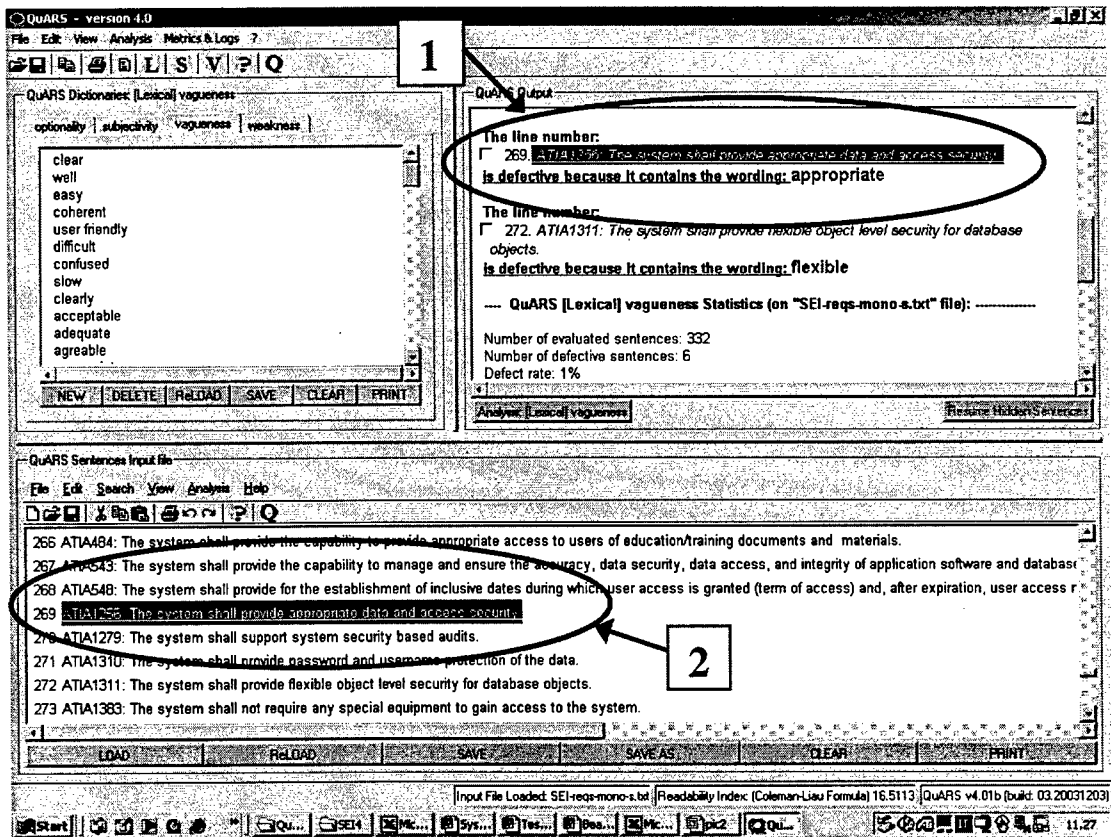 QuARS - version 4.0
File Edit View Analysis Metrics & Logs ?
L S V ? Q
1
QuARS Dictionaries: [Lexical] vagueness
optionality subjectivity vagueness weakness
clear
well
easy
coherent
user friendly
difficult
confused
slow
clearly
acceptable
adequate
agreable
NEW DELETE ReLOAD SAVE CLEAR PRINT
QuARS Output
The line number:
269. ATIA1256: The system shall provide appropriate data and access security.
is defective because it contains the wording: appropriate
The line number:
272. ATIA1311: The system shall provide flexible object level security for database
objects.
is defective because it contains the wording: flexible
---- QuARS [Lexical] vagueness Statistics (on "SEI-reqs-mono-s.txt" file): -------------
Number of evaluated sentences: 332
Number of defective sentences: 6
Defect rate: 1%
Analysis: [Lexical] vagueness Resume Hidden Sentences
QuARS Sentences Input file
File Edit Search View Analysis Help
? Q
266 ATIA484: The system shall provide the capability to provide appropriate access to users of education/training documents and materials.
267 ATIA543: The system shall provide the capability to manage and ensure the accuracy, data security, data access, and integrity of application software and database
268 ATIA548: The system shall provide for the establishment of inclusive dates during which user access is granted (term of access) and, after expiration, user access r
269 ATIA1256: The system shall provide appropriate data and access security.
270 ATIA1279: The system shall support system security based audits.
271 ATIA1310: The system shall provide password and username protection of the data.
272 ATIA1311: The system shall provide flexible object level security for database objects.
273 ATIA1383: The system shall not require any special equipment to gain access to the system.
2
LOAD ReLOAD SAVE SAVE AS CLEAR PRINT
Input File Loaded: SEI-reqs-mono-s.txt Readability Index: (Coleman-Liau Formula) 16.5113 QuARS v4.01b (build: 03.20031203)
Start Qu... SEI4 Mic... Sys... Tes... Bea... Mic... pic2 Qu... 11.27